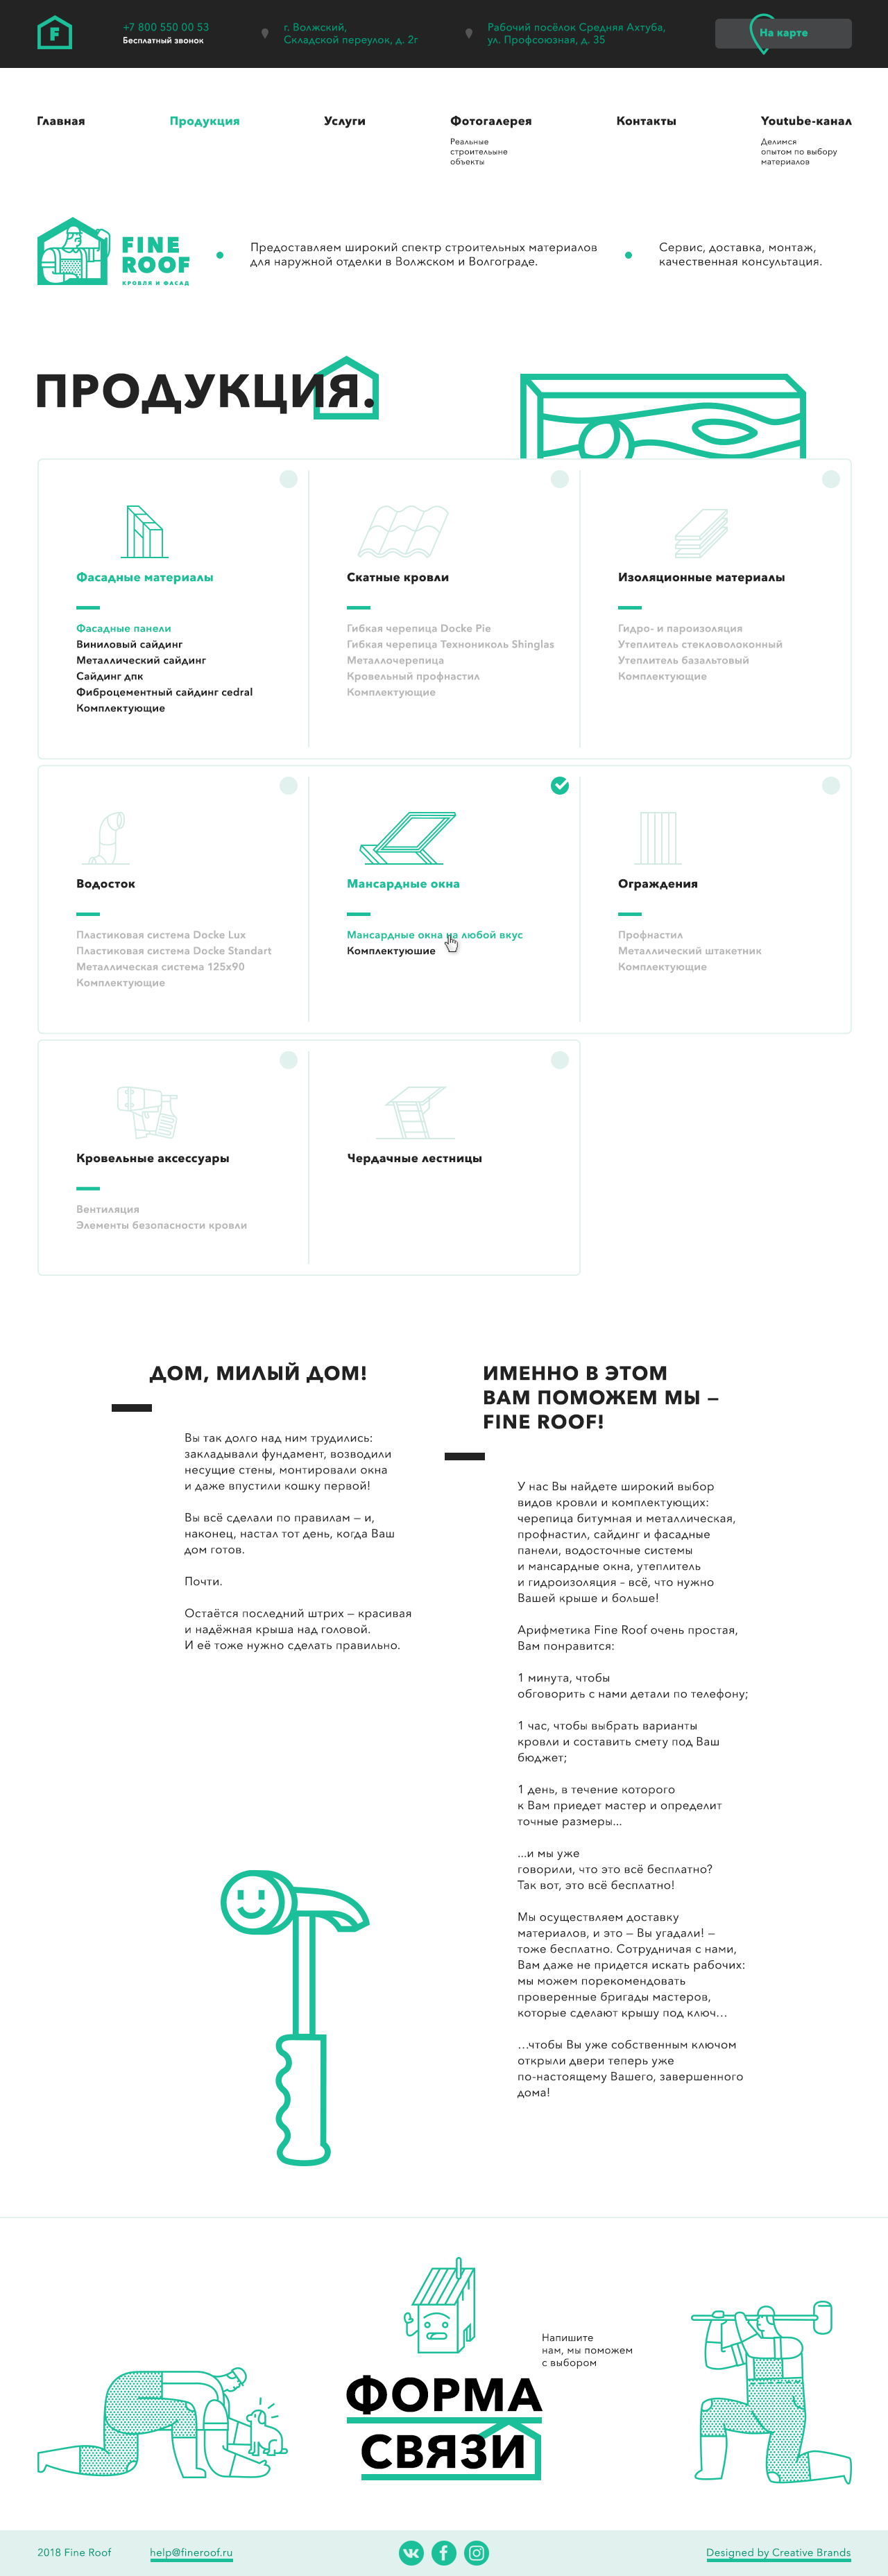 F
+7 800 550 00 53
Бесплатный звонок
г. Волжский,
Складской переулок, д. 2г
Рабочий посёлок Средняя Ахтуба,
ул. Профсоюзная, д. 35
На карте
Главная
Продукция
Услуги
Фотогалерея
Реальные
строительыне
объекты
Контакты
Youtube-канал
Делимся
опытом по выбору
материалов
FINE
ROOF
КРОВЛЯ И ФАСАД
Предоставляем широкий спектр строительных материалов
для наружной отделки в Волжском и Волгограде.
Сервис, доставка, монтаж,
качественная консультация.
ПРОДУКЦИЯ.
Фасадные материалы
Фасадные панели
Виниловый сайдинг
Металлический сайдинг
Сайдинг дпк
Фиброцементный сайдинг cedral
Комплектующие
Скатные кровли
Гибкая черепица Docke Pie
Гибкая черепица Технониколь Shinglas
Металлочерепица
Кровельный профнастил
Комплектующие
Изоляционные материалы
Гидро- и пароизоляция
Утеплитель стекловолоконный
Утеплитель базальтовый
Комплектующие
Водосток
Пластиковая система Docke Lux
Пластиковая система Docke Standart
Металлическая система 125х90
Комплектующие
Мансардные окна
Мансардные окна на любой вкус
Комплектуюшие
Ограждения
Профнастил
Металлический штакетник
Комплектующие
Кровельные аксессуары
Вентиляция
Элементы безопасности кровли
Чердачные лестницы
ДОМ, МИЛЫЙ ДОМ!
Вы так долго над ним трудились:
закладывали фундамент, возводили
несущие стены, монтировали окна
и даже впустили кошку первой!
Вы всё сделали по правилам – и,
наконец, настал тот день, когда Ваш
дом готов.
Почти.
Остаётся последний штрих – красивая
и надёжная крыша над головой.
И её тоже нужно сделать правильно.
ИМЕННО В ЭТОМ
ВАМ ПОМОЖЕМ МЫ –
FINE ROOF!
У нас Вы найдете широкий выбор
видов кровли и комплектующих:
черепица битумная и металлическая,
профнастил, сайдинг и фасадные
панели, водосточные системы
и мансардные окна, утеплитель
и гидроизоляция - всё, что нужно
Вашей крыше и больше!
Арифметика Fine Roof очень простая,
Вам понравится:
1 минута, чтобы
обговорить с нами детали по телефону;
1 час, чтобы выбрать варианты
кровли и составить смету под Ваш
бюджет;
1 день, в течение которого
к Вам приедет мастер и определит
точные размеры...
...и мы уже
говорили, что это всё бесплатно?
Так вот, это всё бесплатно!
Мы осуществляем доставку
материалов, и это – Вы угадали! –
тоже бесплатно. Сотрудничая с нами,
Вам даже не придется искать рабочих:
мы можем порекомендовать
проверенные бригады мастеров,
которые сделают крышу под ключ…
…чтобы Вы уже собственным ключом
открыли двери теперь уже
по-настоящему Вашего, завершенного
дома!
Напишите
нам, мы поможем
с выбором
ФОРМА
СВЯЗИ
2018 Fine Roof
help@fineroof.ru
Designed by Creative Brands